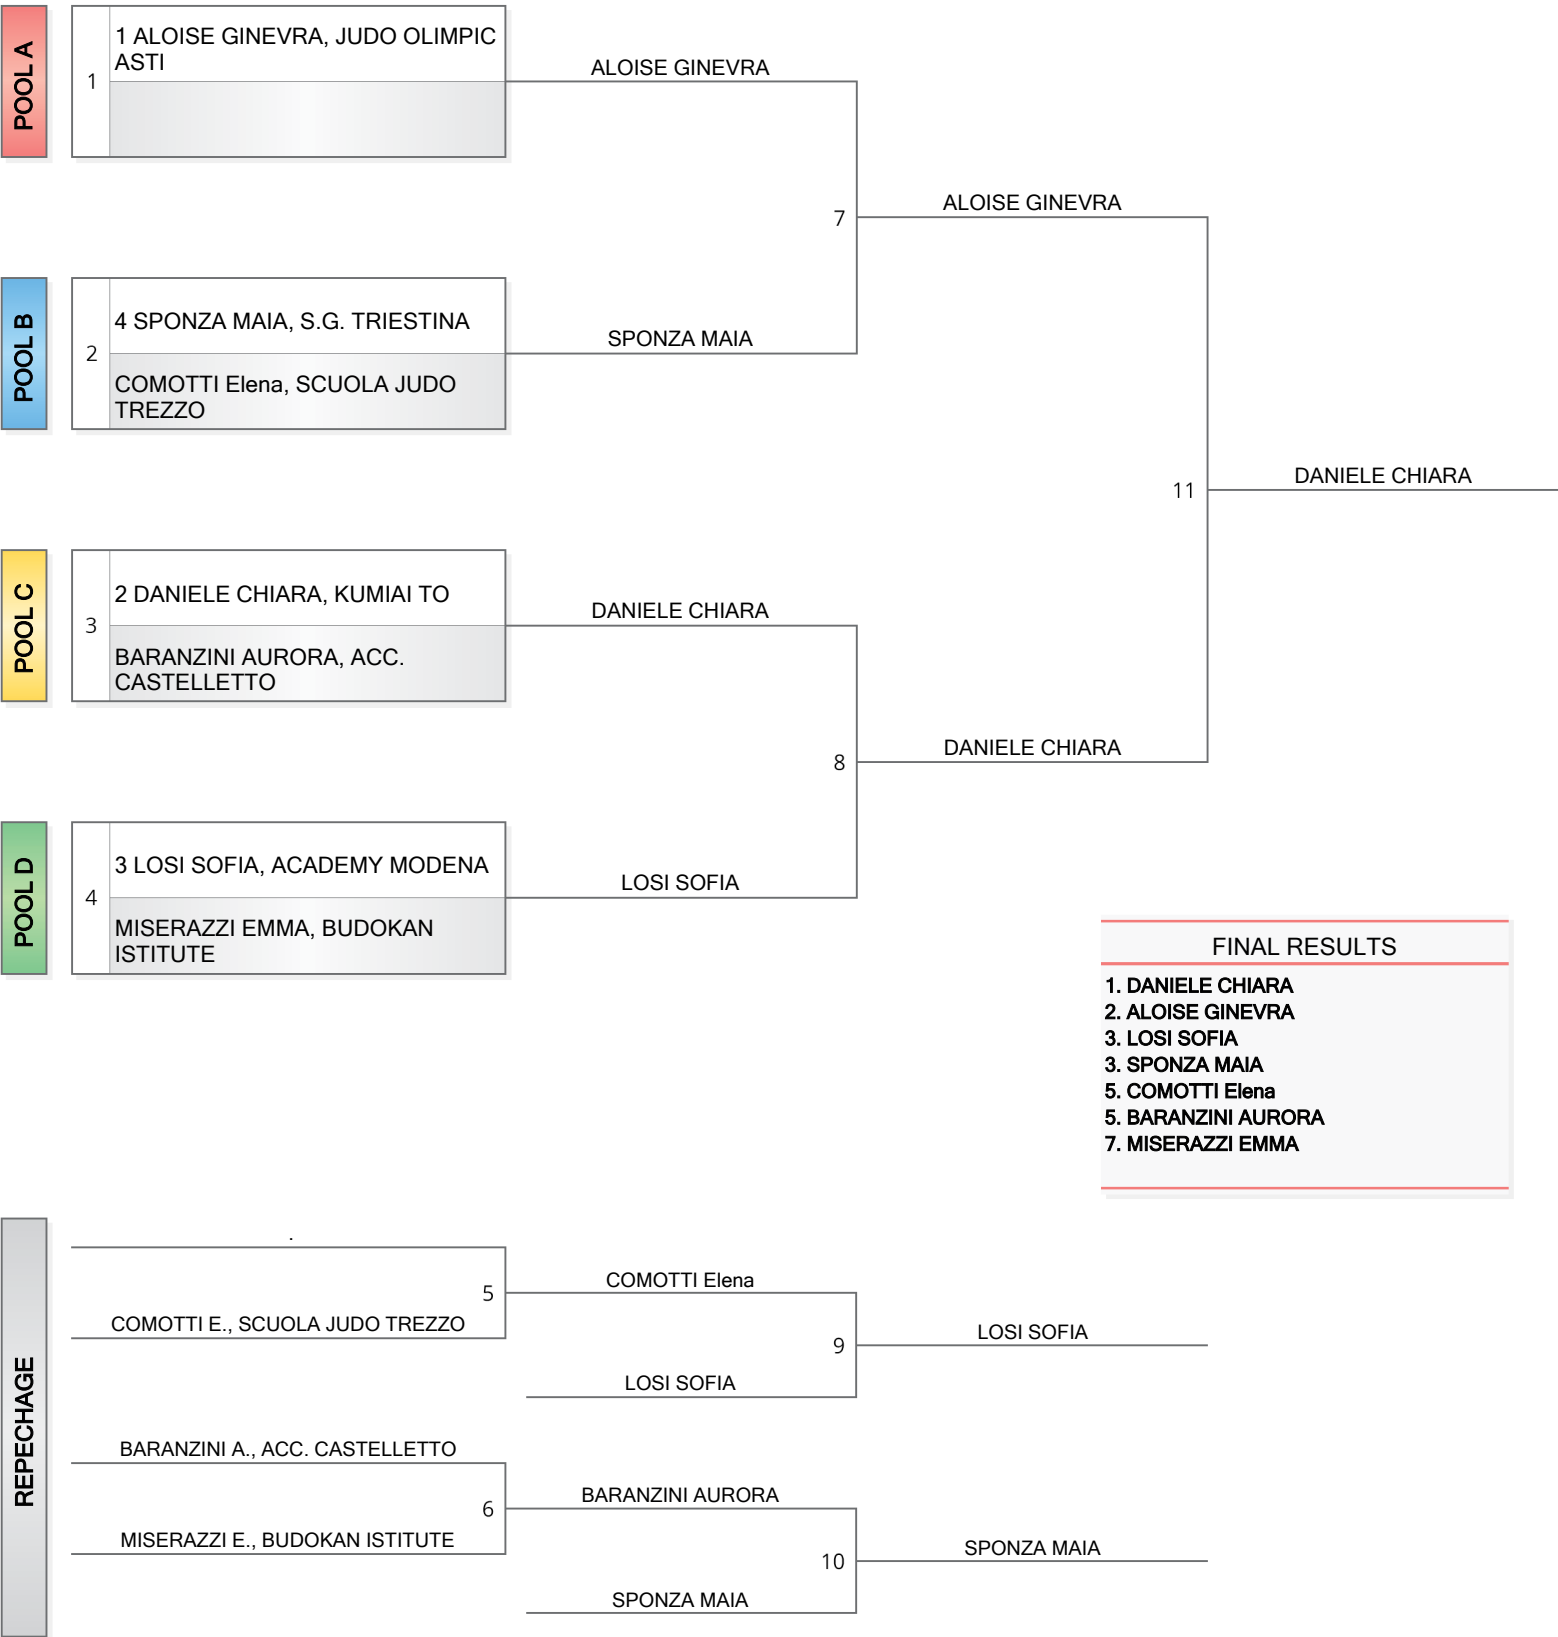 POOL A
1
1 ALOISE GINEVRA, JUDO OLIMPIC
ASTI
ALOISE GINEVRA
7
ALOISE GINEVRA
POOL B
2
4 SPONZA MAIA, S.G. TRIESTINA
COMOTTI Elena, SCUOLA JUDO
TREZZO
SPONZA MAIA
11
DANIELE CHIARA
POOL C
3
2 DANIELE CHIARA, KUMIAI TO
BARANZINI AURORA, ACC.
CASTELLETTO
DANIELE CHIARA
8
DANIELE CHIARA
POOL D
4
3 LOSI SOFIA, ACADEMY MODENA
MISERAZZI EMMA, BUDOKAN
ISTITUTE
LOSI SOFIA
FINAL RESULTS
1. DANIELE CHIARA
2. ALOISE GINEVRA
3. LOSI SOFIA
3. SPONZA MAIA
5. COMOTTI Elena
5. BARANZINI AURORA
7. MISERAZZI EMMA
REPECHAGE
.
5
COMOTTI E., SCUOLA JUDO TREZZO
COMOTTI Elena
9
LOSI SOFIA
LOSI SOFIA
BARANZINI A., ACC. CASTELLETTO
6
MISERAZZI E., BUDOKAN ISTITUTE
BARANZINI AURORA
10
SPONZA MAIA
SPONZA MAIA